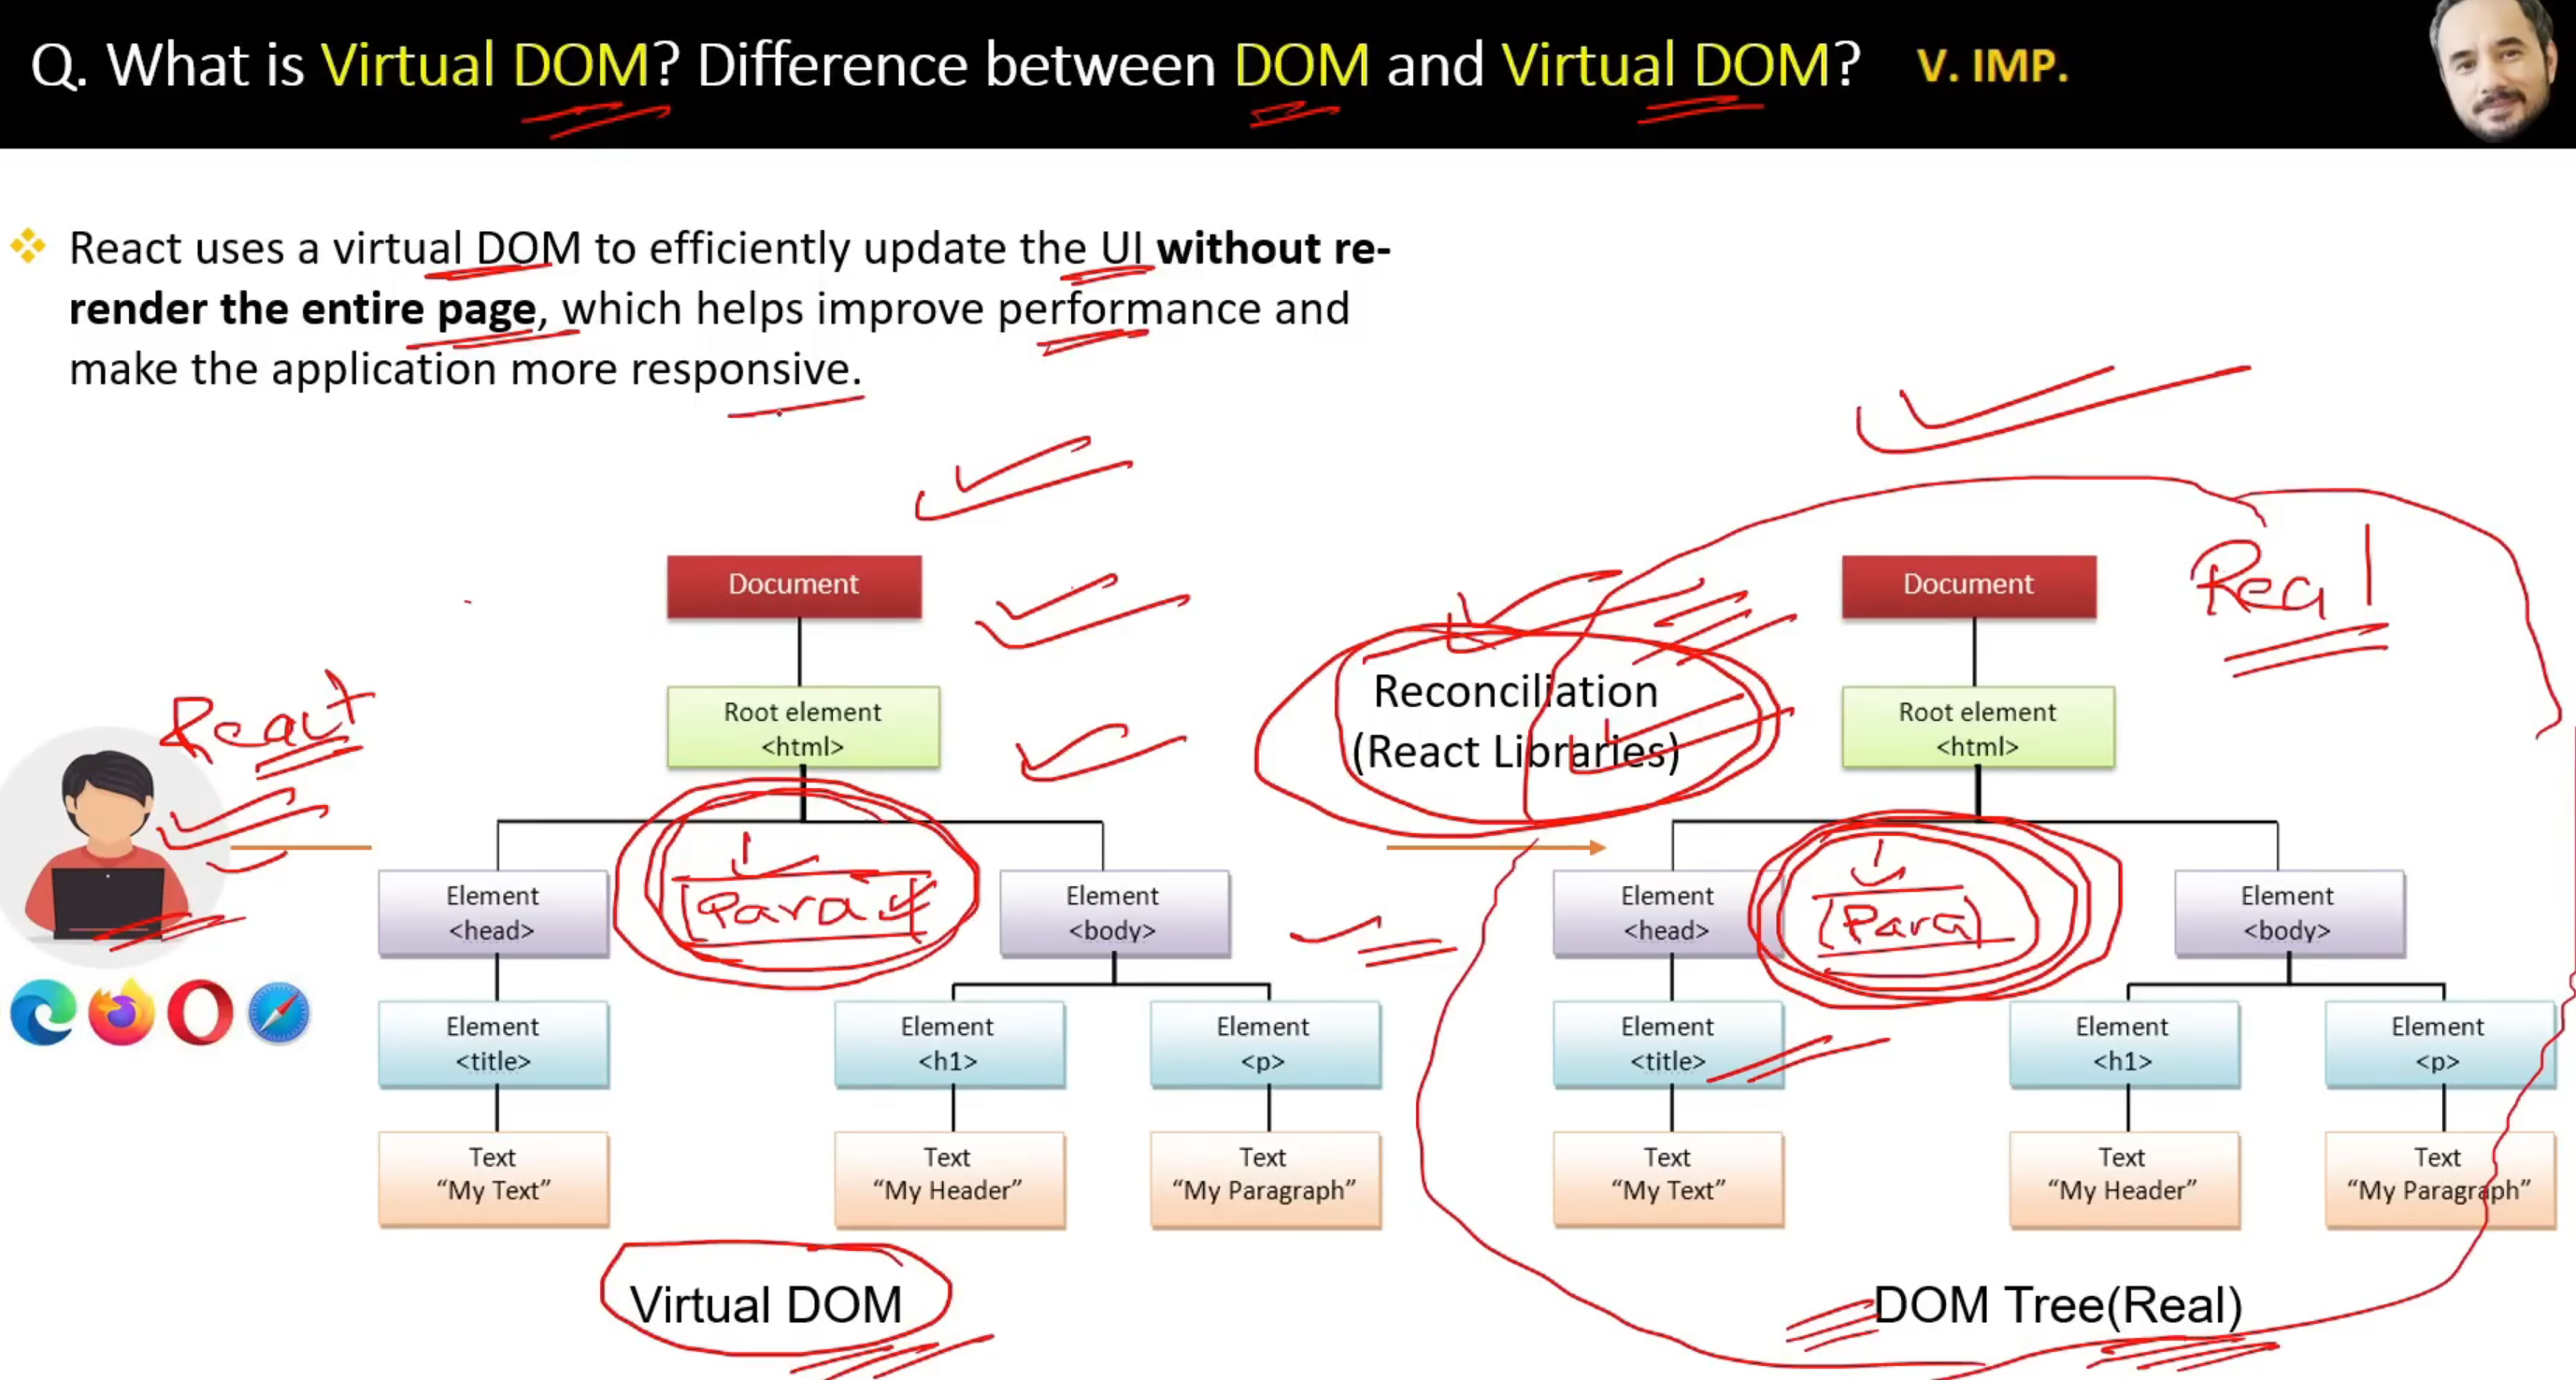 Q. What is Virtual DOM? Difference between DOM and Virtual DOM? V. IMP.
React uses a virtual DOM to efficiently update the UI without re-
render the entire page, which helps improve performance and
make the application more responsive.
React
Document
Root element
<html>
Element
<head>
Para
Element
<body>
Element
<title>
Element
<h1>
Element
<p>
Text
“My Text”
Text
“My Header”
Text
“My Paragraph”
Virtual DOM
Reconciliation
(React Libraries)
Real
Document
Root element
<html>
Element
<head>
Para
Element
<body>
Element
<title>
Element
<h1>
Element
<p>
Text
“My Text”
Text
“My Header”
Text
“My Paragraph”
DOM Tree(Real)